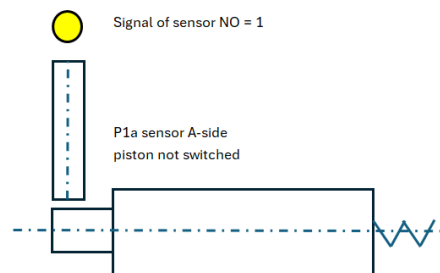 Signal of sensor NO = 1
P1a sensor A-side
piston not switched